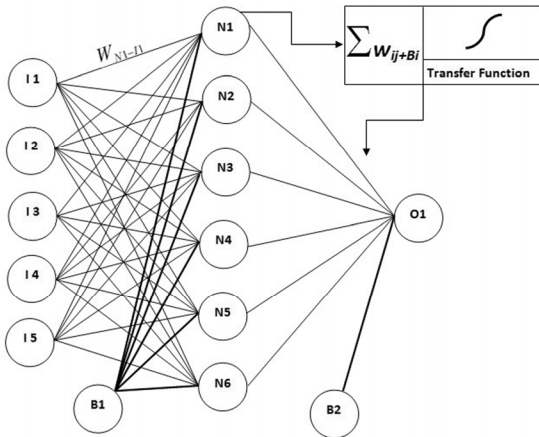 N1
W N1–I1
∑ Wij+Bi
Transfer Function
I 1
N2
I 2
N3
I 3
O1
N4
I 4
N5
I 5
N6
B1
B2